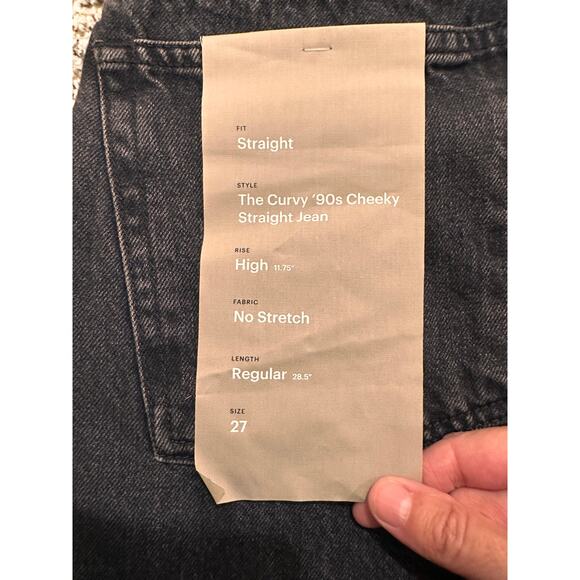 FIT
Straight
STYLE
The Curvy ’90s Cheeky
Straight Jean
RISE
High 11.75"
FABRIC
No Stretch
LENGTH
Regular 28.5"
SIZE
27